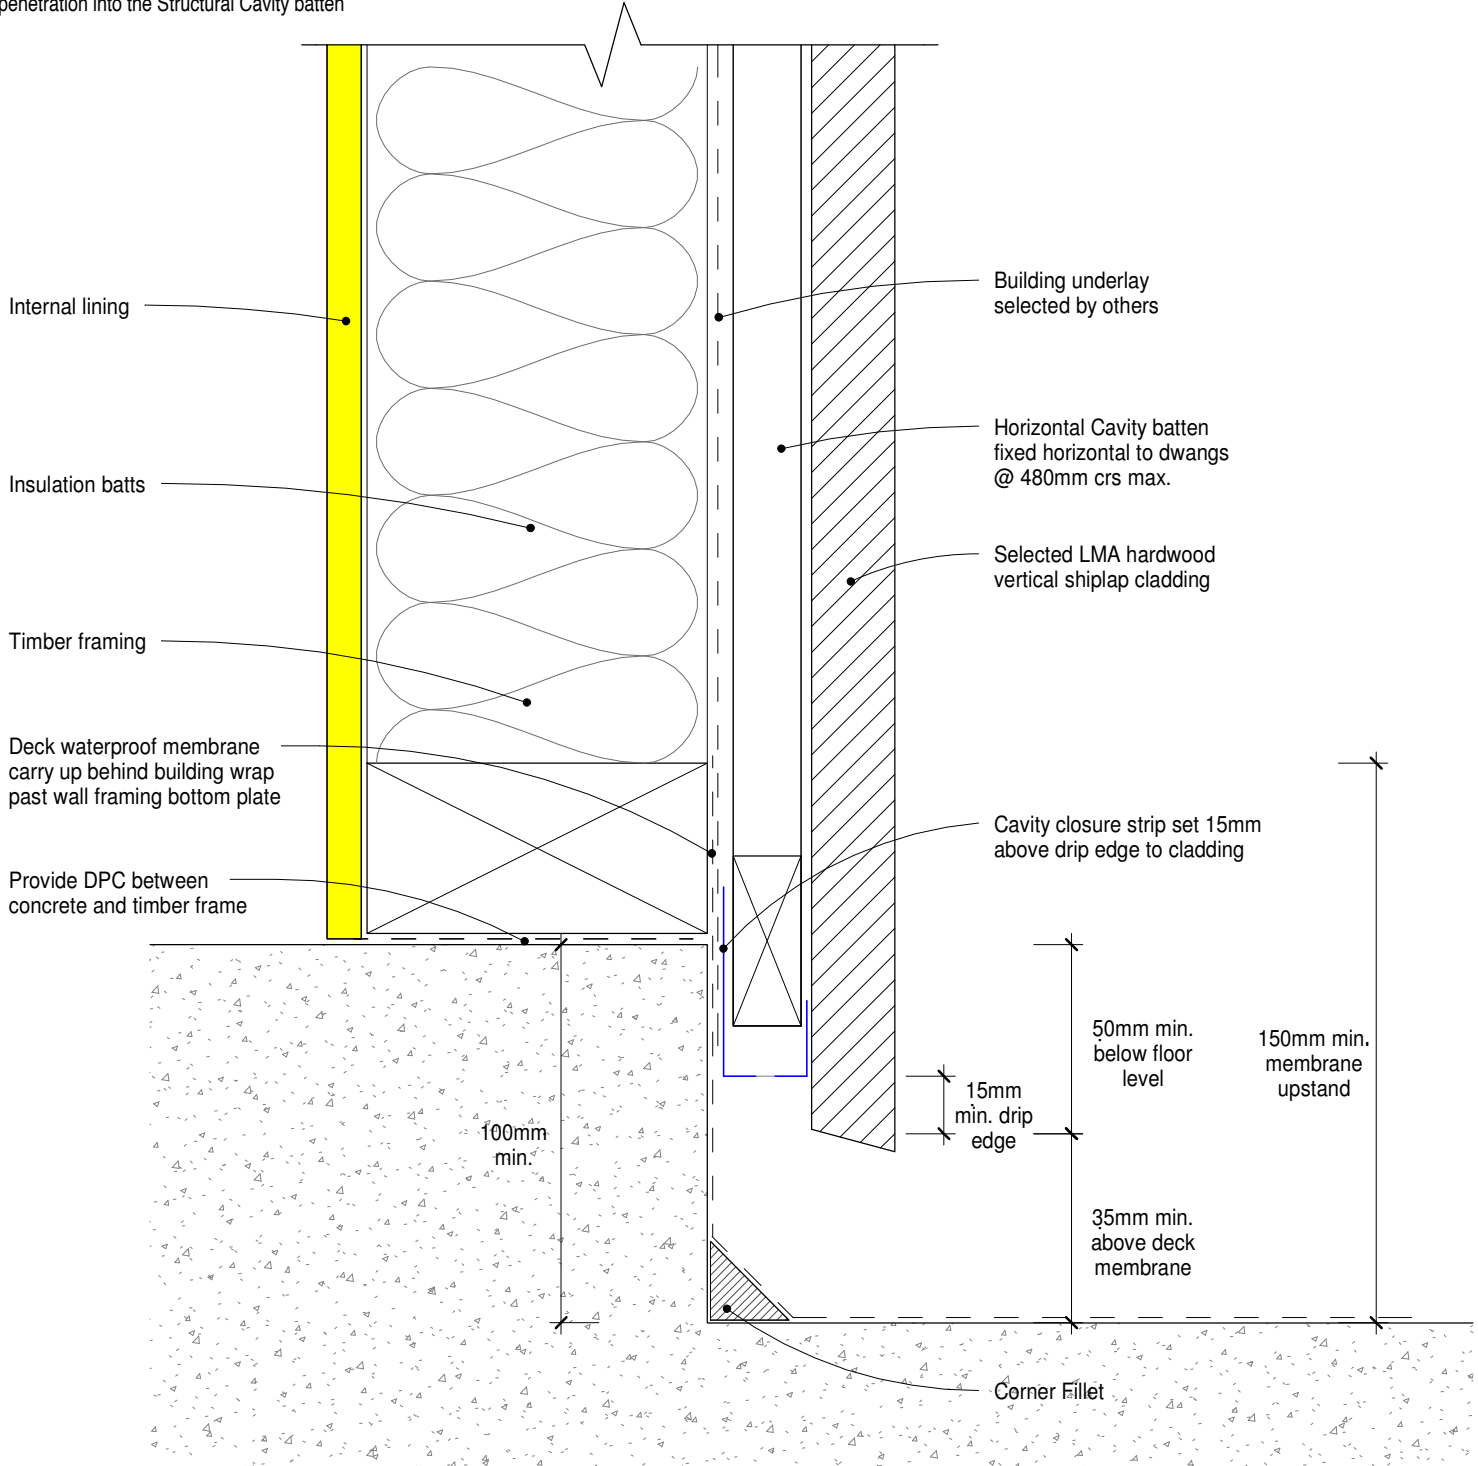 penetration into the Structural Cavity batten
Internal lining
Insulation batts
Timber framing
Deck waterproof membrane
carry up behind building wrap
past wall framing bottom plate
Provide DPC between
concrete and timber frame
Building underlay
selected by others
Horizontal Cavity batten
fixed horizontal to dwangs
@ 480mm crs max.
Selected LMA hardwood
vertical shiplap cladding
Cavity closure strip set 15mm
above drip edge to cladding
50mm min.
below floor
level
150mm min.
membrane
upstand
15mm
min. drip
edge
100mm
min.
35mm min.
above deck
membrane
Corner Fillet